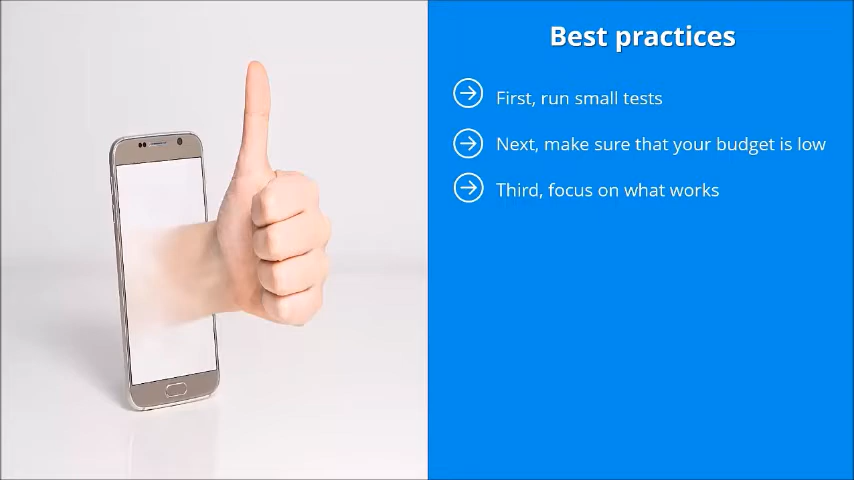 Best practices
First, run small tests
Next, make sure that your budget is low
Third, focus on what works